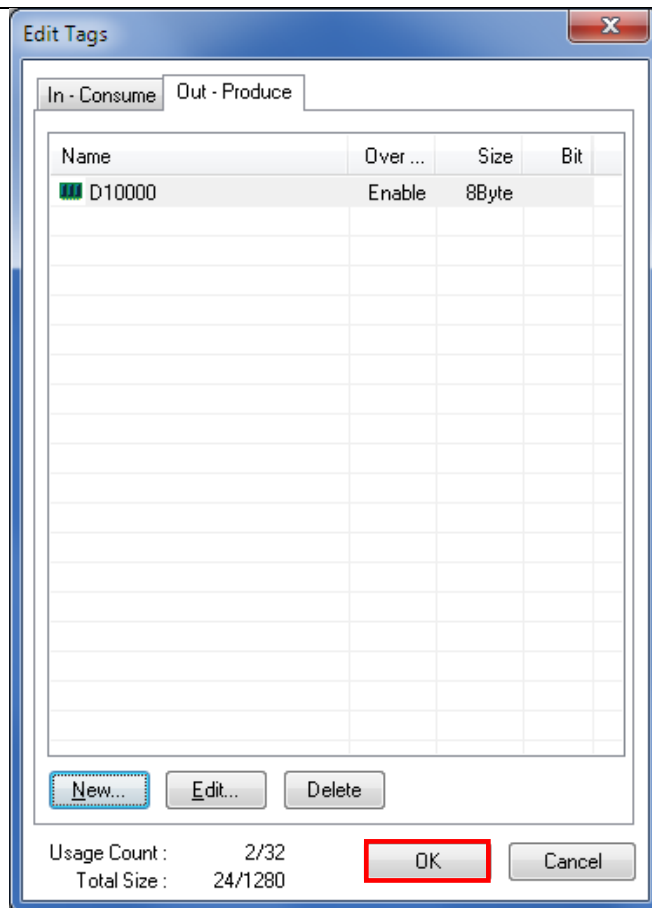 Edit Tags
In - Consume Out - Produce
Name Over ... Size Bit
D10000 Enable 8Byte
New... Edit... Delete
Usage Count : 2/32
Total Size : 24/1280
OK Cancel